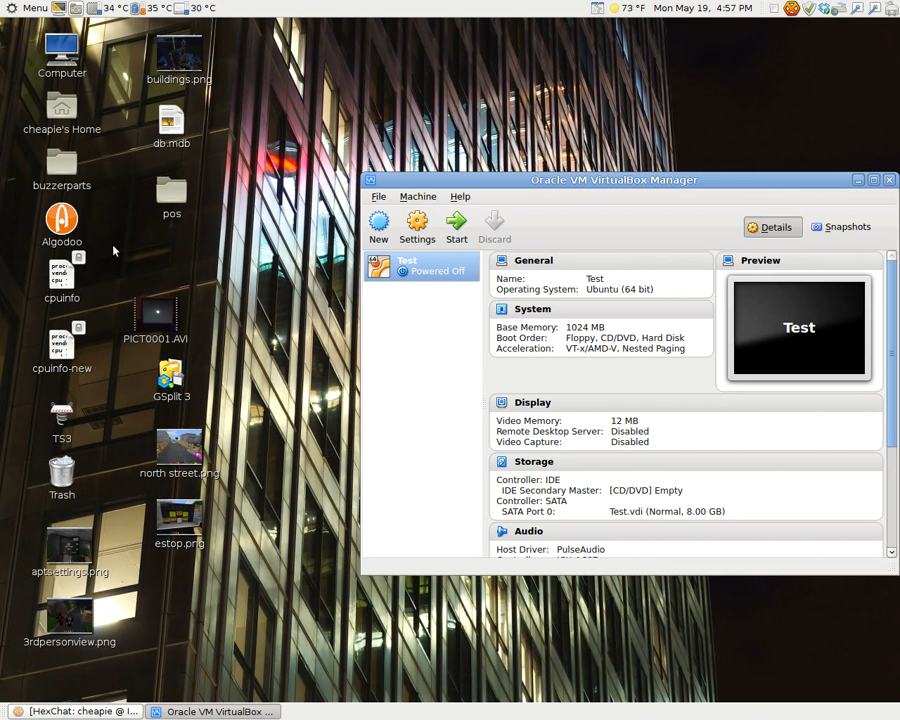 Menu 34 °C 35 °C 30 °C 73 °F Mon May 19, 4:57 PM
Computer
cheapie's Home
buzzerparts
Algodoo
cpuinfo
cpuinfo-new
TS3
Trash
aptsettings.png
3rdpersonview.png
buildings.png
db.mdb
pos
PICT0001.AVI
GSplit 3
north street.png
estop.png
Oracle VM VirtualBox Manager
File Machine Help
New Settings Start Discard Details Snapshots
64
Test
Powered Off
General
Name: Test
Operating System: Ubuntu (64 bit)
System
Base Memory: 1024 MB
Boot Order: Floppy, CD/DVD, Hard Disk
Acceleration: VT-x/AMD-V, Nested Paging
Preview
Test
Display
Video Memory: 12 MB
Remote Desktop Server: Disabled
Video Capture: Disabled
Storage
Controller: IDE
IDE Secondary Master: [CD/DVD] Empty
Controller: SATA
SATA Port 0: Test.vdi (Normal, 8.00 GB)
Audio
Host Driver: PulseAudio
[HexChat: cheapie @ I... Oracle VM VirtualBox ...